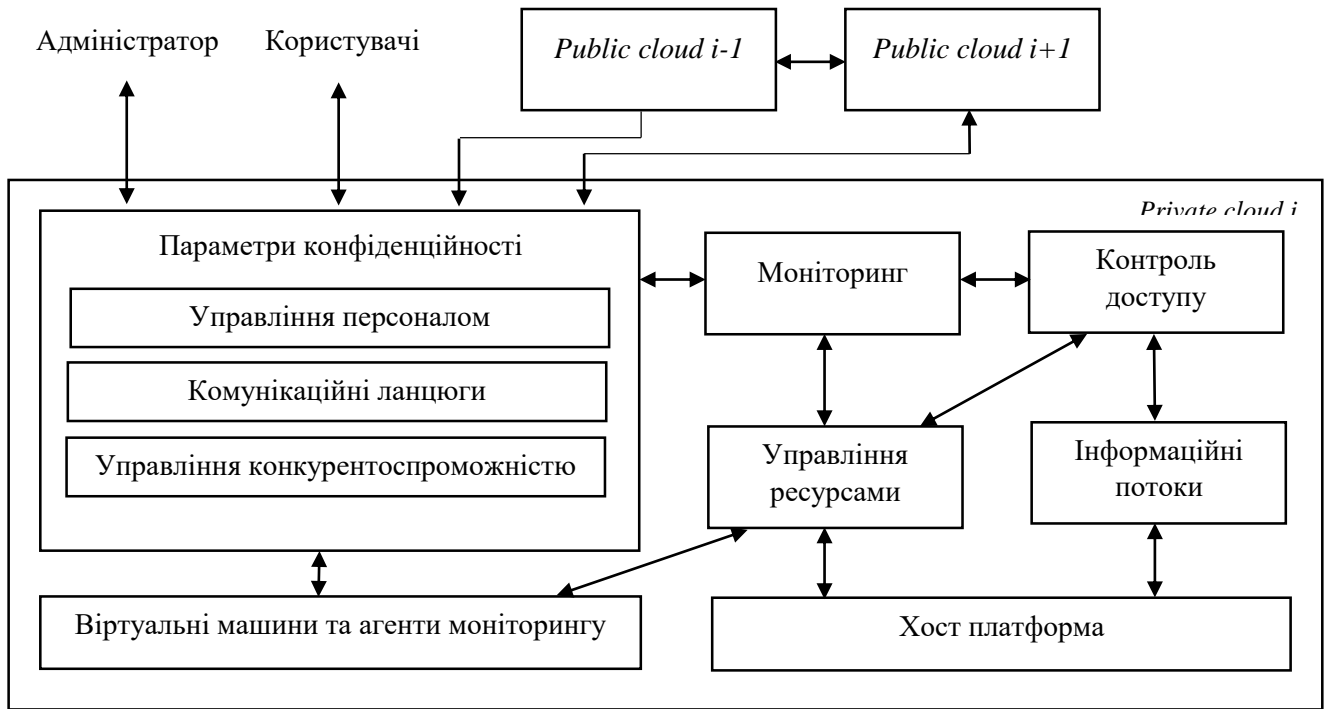 Адміністратор
Користувачі
Public cloud i-1
Public cloud i+1
Private cloud i
Параметри конфіденційності
Управління персоналом
Комунікаційні ланцюги
Управління конкурентоспроможністю
Моніторинг
Контроль
доступу
Управління
ресурсами
Інформаційні
потоки
Віртуальні машини та агенти моніторингу
Хост платформа